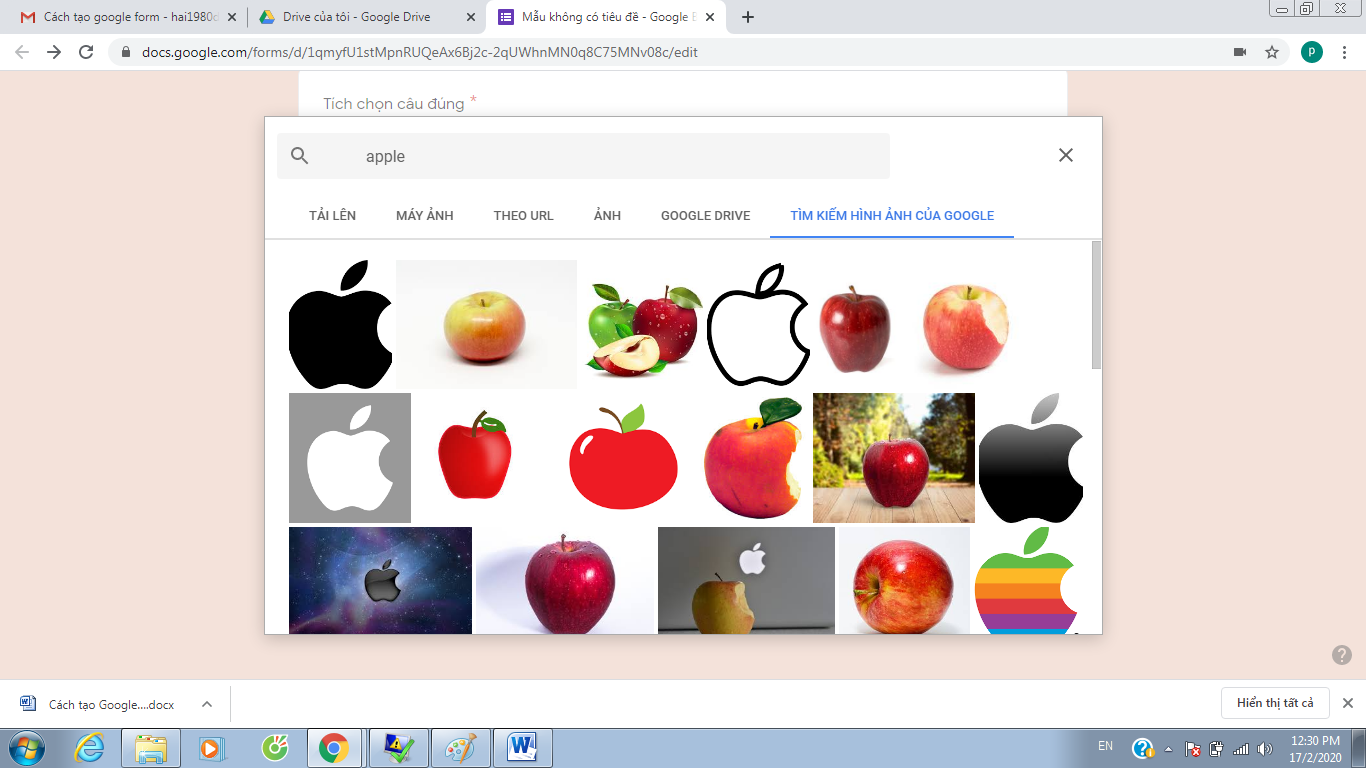 Cách tạo google form - hai1980c
Drive của tôi - Google Drive
Mẫu không có tiêu đề - Google B
docs.google.com/forms/d/1qmyfU1stMpnRUQeAx6Bj2c-2qUWhnMN0q8C75MNv08c/edit
P
Tích chọn câu đúng *
apple
TẢI LÊN
MÁY ẢNH
THEO URL
ẢNH
GOOGLE DRIVE
TÌM KIẾM HÌNH ẢNH CỦA GOOGLE
Cách tạo Google....docx
Hiển thị tất cả
EN
12:30 PM
17/2/2020